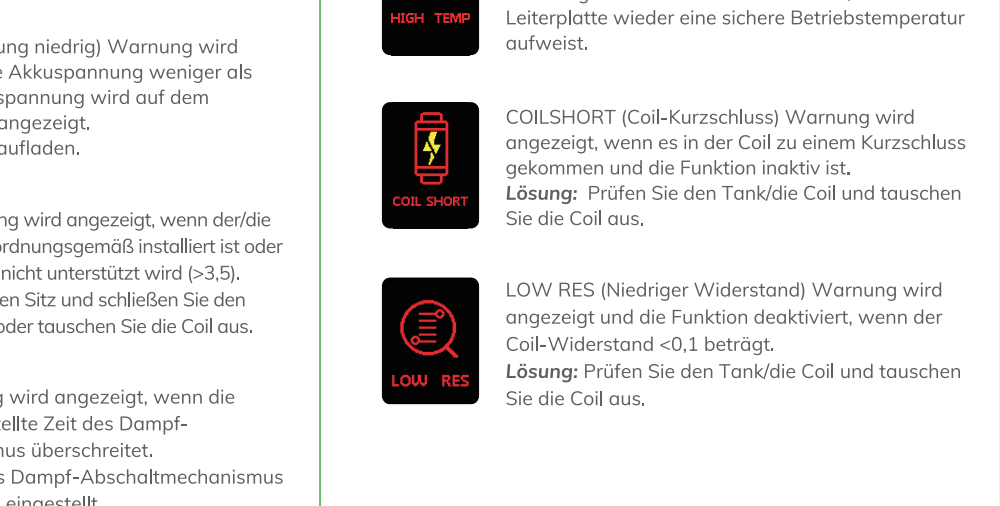 ung niedrig) Warnung wird
e Akkuspannung weniger als
spannung wird auf dem
angezeigt.
aufladen.
ng wird angezeigt, wenn der/die
ordnungsgemäß installiert ist oder
nicht unterstützt wird (>3,5).
en Sitz und schließen Sie den
oder tauschen Sie die Coil aus.
g wird angezeigt, wenn die
tellte Zeit des Dampf-
mus überschreitet.
s Dampf-Abschaltmechanismus
eingestellt
HIGH TEMP
Leiterplatte wieder eine sichere Betriebstemperatur
aufweist.
COIL SHORT
COILSHORT (Coil-Kurzschluss) Warnung wird
angezeigt, wenn es in der Coil zu einem Kurzschluss
gekommen und die Funktion inaktiv ist.
Lösung: Prüfen Sie den Tank/die Coil und tauschen
Sie die Coil aus.
LOW RES
LOW RES (Niedriger Widerstand) Warnung wird
angezeigt und die Funktion deaktiviert, wenn der
Coil-Widerstand <0,1 beträgt.
Lösung: Prüfen Sie den Tank/die Coil und tauschen
Sie die Coil aus.